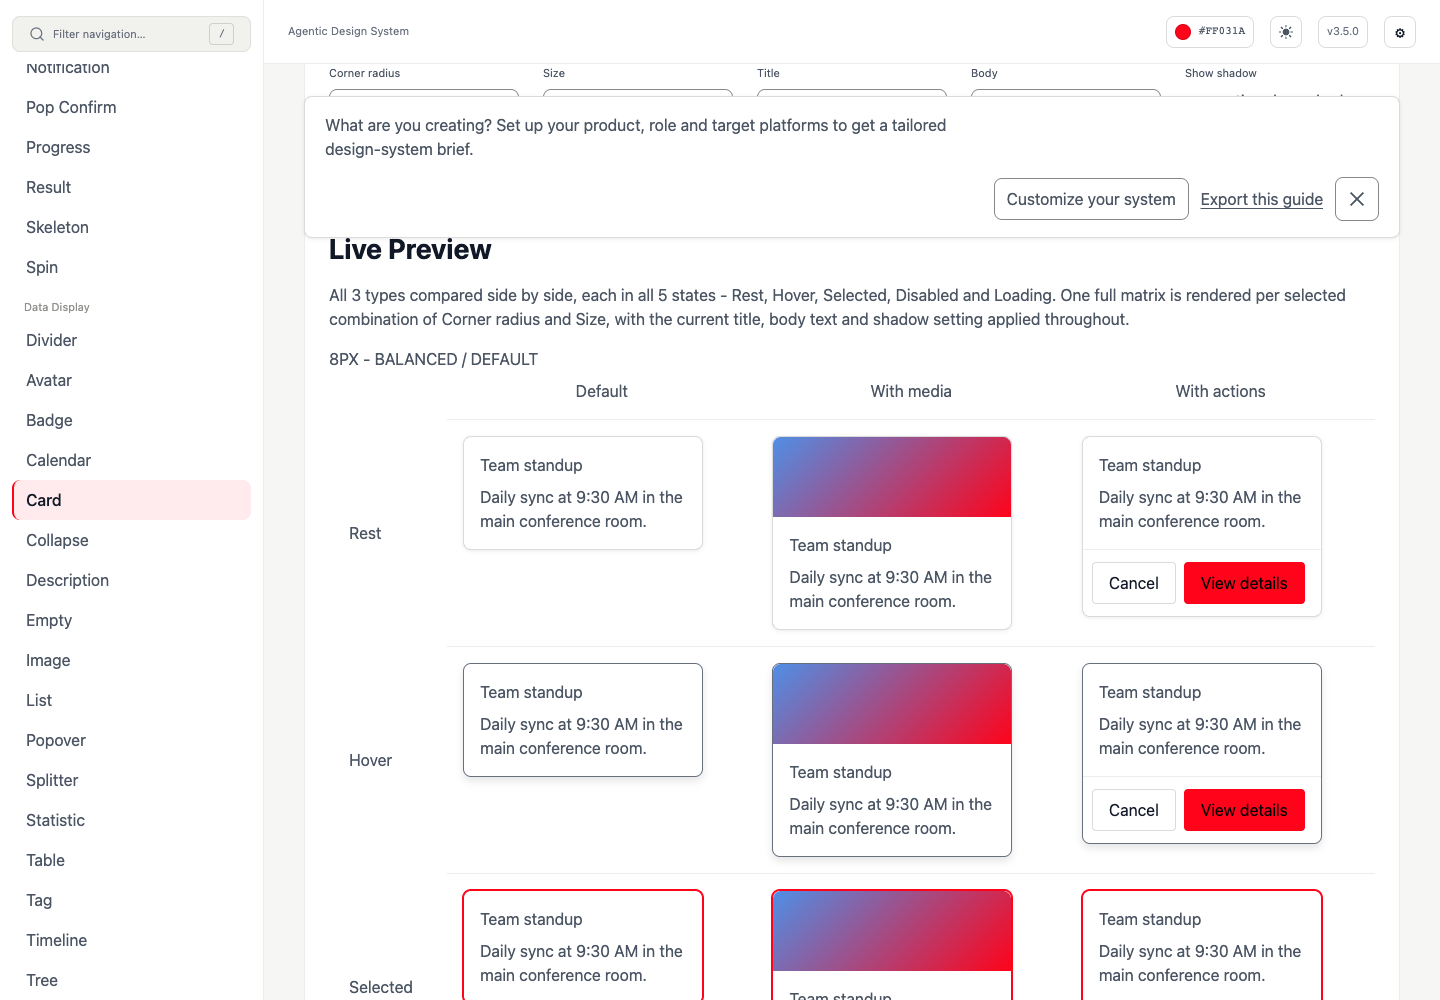 Filter navigation...
/
Notification
Pop Confirm
Progress
Result
Skeleton
Spin
Data Display
Divider
Avatar
Badge
Calendar
Card
Collapse
Description
Empty
Image
List
Popover
Splitter
Statistic
Table
Tag
Timeline
Tree
Agentic Design System
#FF031A
v3.5.0
Corner radius
Size
Title
Body
Show shadow
What are you creating? Set up your product, role and target platforms to get a tailored
design-system brief.
Customize your system
Export this guide
Live Preview
All 3 types compared side by side, each in all 5 states - Rest, Hover, Selected, Disabled and Loading. One full matrix is rendered per selected
combination of Corner radius and Size, with the current title, body text and shadow setting applied throughout.
8PX - BALANCED / DEFAULT
Default
With media
With actions
Rest
Team standup
Daily sync at 9:30 AM in the
main conference room.
Team standup
Daily sync at 9:30 AM in the
main conference room.
Team standup
Daily sync at 9:30 AM in the
main conference room.
Cancel
View details
Hover
Team standup
Daily sync at 9:30 AM in the
main conference room.
Team standup
Daily sync at 9:30 AM in the
main conference room.
Team standup
Daily sync at 9:30 AM in the
main conference room.
Cancel
View details
Selected
Team standup
Daily sync at 9:30 AM in the
main conference room.
Team standup
Team standup
Daily sync at 9:30 AM in the
main conference room.